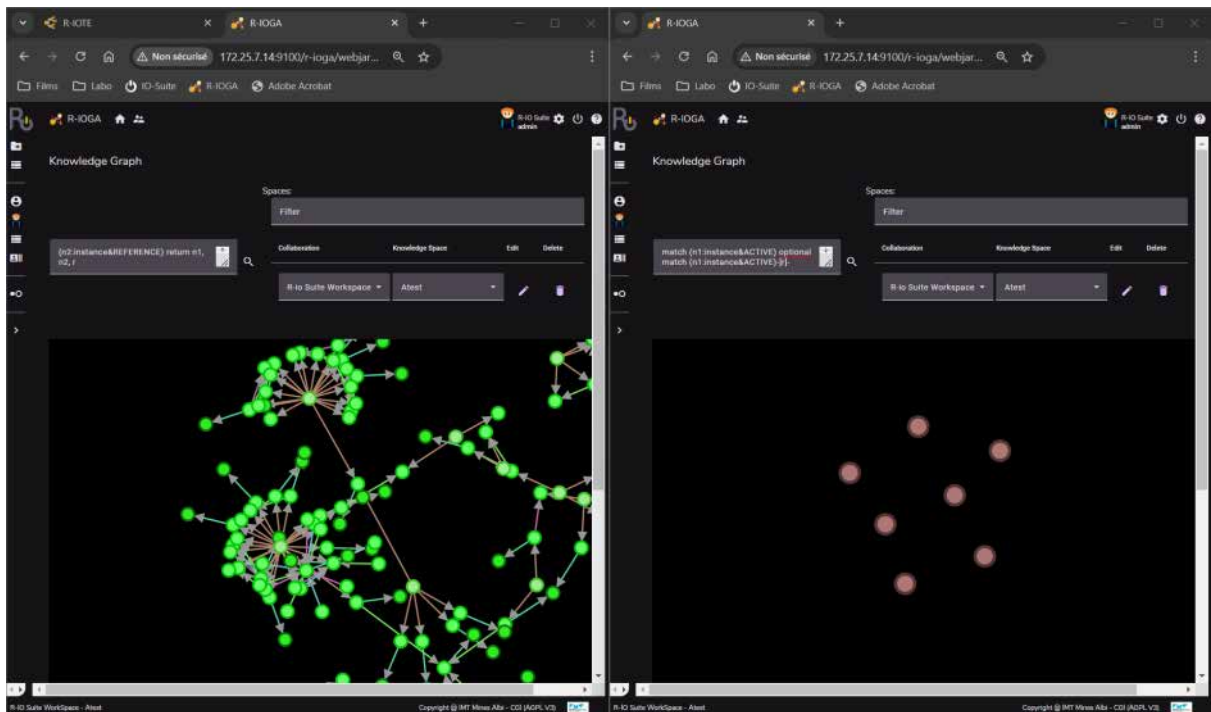 R-IOTE
R-IOGA
Non sécurisé 172.25.7.14:9100/r-ioga/webjar...
Films Labo IO-Suite R-IOGA Adobe Acrobat
R-IOGA
R-IO Suite
admin
Knowledge Graph
Spaces:
Filter
(n2:instance&REFERENCE) return n1,
n2, r
Collaboration Knowledge Space Edit Delete
R-io Suite Workspace Atest
R-IO Suite WorkSpace - Atest
Copyright @ IMT Mines Albi - CGI (AGPL V3)
R-IOGA
Non sécurisé 172.25.7.14:9100/r-ioga/webjar...
Films Labo IO-Suite R-IOGA Adobe Acrobat
R-IOGA
R-IO Suite
admin
Knowledge Graph
Spaces:
Filter
match (n1:instance&ACTIVE) optional
match (n1:instance&ACTIVE)-[r]-
Collaboration Knowledge Space Edit Delete
R-io Suite Workspace Atest
R-IO Suite WorkSpace - Atest
Copyright @ IMT Mines Albi - CGI (AGPL V3)